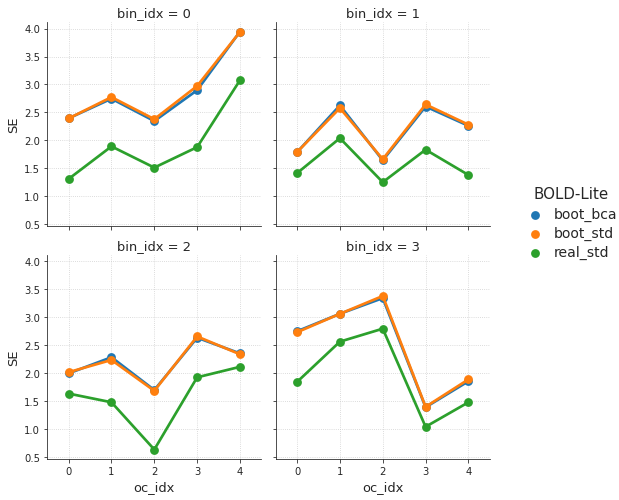 bin_idx = 0
bin_idx = 1
4.0
3.5
3.0
2.5
2.0
1.5
1.0
0.5
SE
BOLD-Lite
boot_bca
boot_std
real_std
bin_idx = 2
bin_idx = 3
4.0
3.5
3.0
2.5
2.0
1.5
1.0
0.5
SE
0 1 2 3 4
0 1 2 3 4
oc_idx
oc_idx